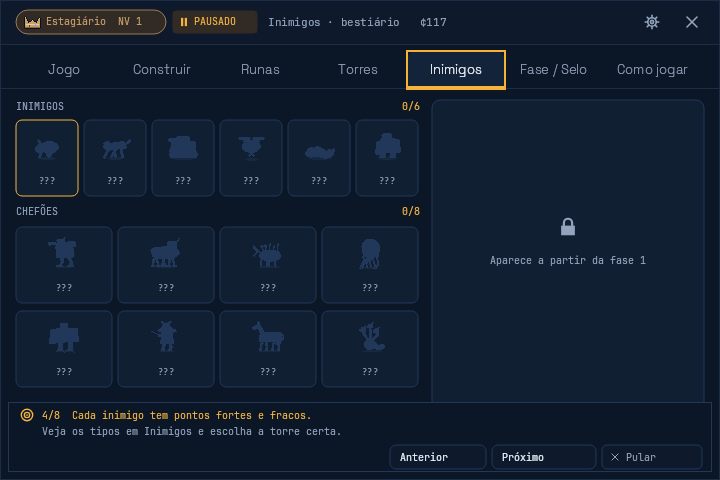 Estagiário NV 1
PAUSADO
Inimigos · bestiário $117
Jogo Construir Runas Torres Inimigos Fase / Selo Como jogar
INIMIGOS 0/6
??? ??? ??? ??? ??? ???
CHEFÕES 0/8
??? ??? ??? ???
??? ??? ??? ???
Aparece a partir da fase 1
4/8 Cada inimigo tem pontos fortes e fracos.
Veja os tipos em Inimigos e escolha a torre certa.
Anterior Próximo Pular